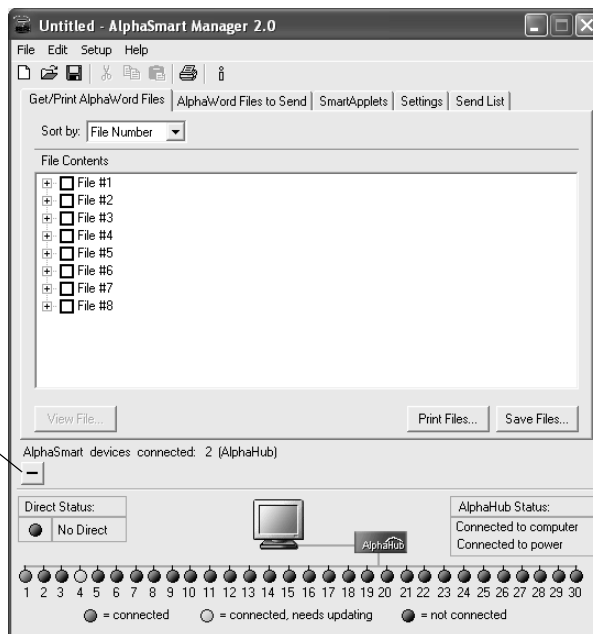 Untitled - AlphaSmart Manager 2.0
File Edit Setup Help
Get/Print AlphaWord Files AlphaWord Files to Send SmartApplets Settings Send List
Sort by: File Number
File Contents
File #1
File #2
File #3
File #4
File #5
File #6
File #7
File #8
View File... Print Files... Save Files...
AlphaSmart devices connected: 2 (AlphaHub)
Direct Status:
No Direct
AlphaHub
AlphaHub Status:
Connected to computer
Connected to power
1 2 3 4 5 6 7 8 9 10 11 12 13 14 15 16 17 18 19 20 21 22 23 24 25 26 27 28 29 30
= connected = connected, needs updating = not connected